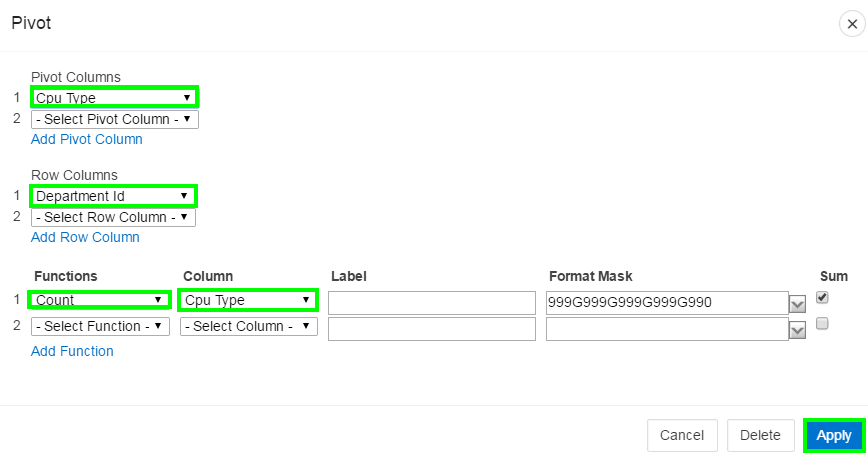 Pivot
Pivot Columns
1 Cpu Type
2 - Select Pivot Column -
Add Pivot Column
Row Columns
1 Department Id
2 - Select Row Column -
Add Row Column
Functions Column Label Format Mask Sum
1 Count Cpu Type 999G999G999G999G990
2 - Select Function - - Select Column -
Add Function
Cancel Delete Apply